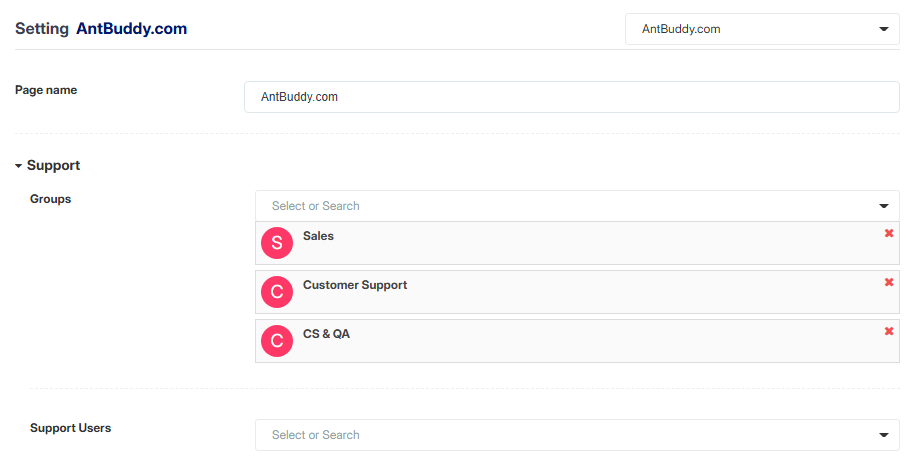 Setting AntBuddy.com
AntBuddy.com
Page name
AntBuddy.com
Support
Groups
Select or Search
S
Sales
C
Customer Support
C
CS & QA
Support Users
Select or Search